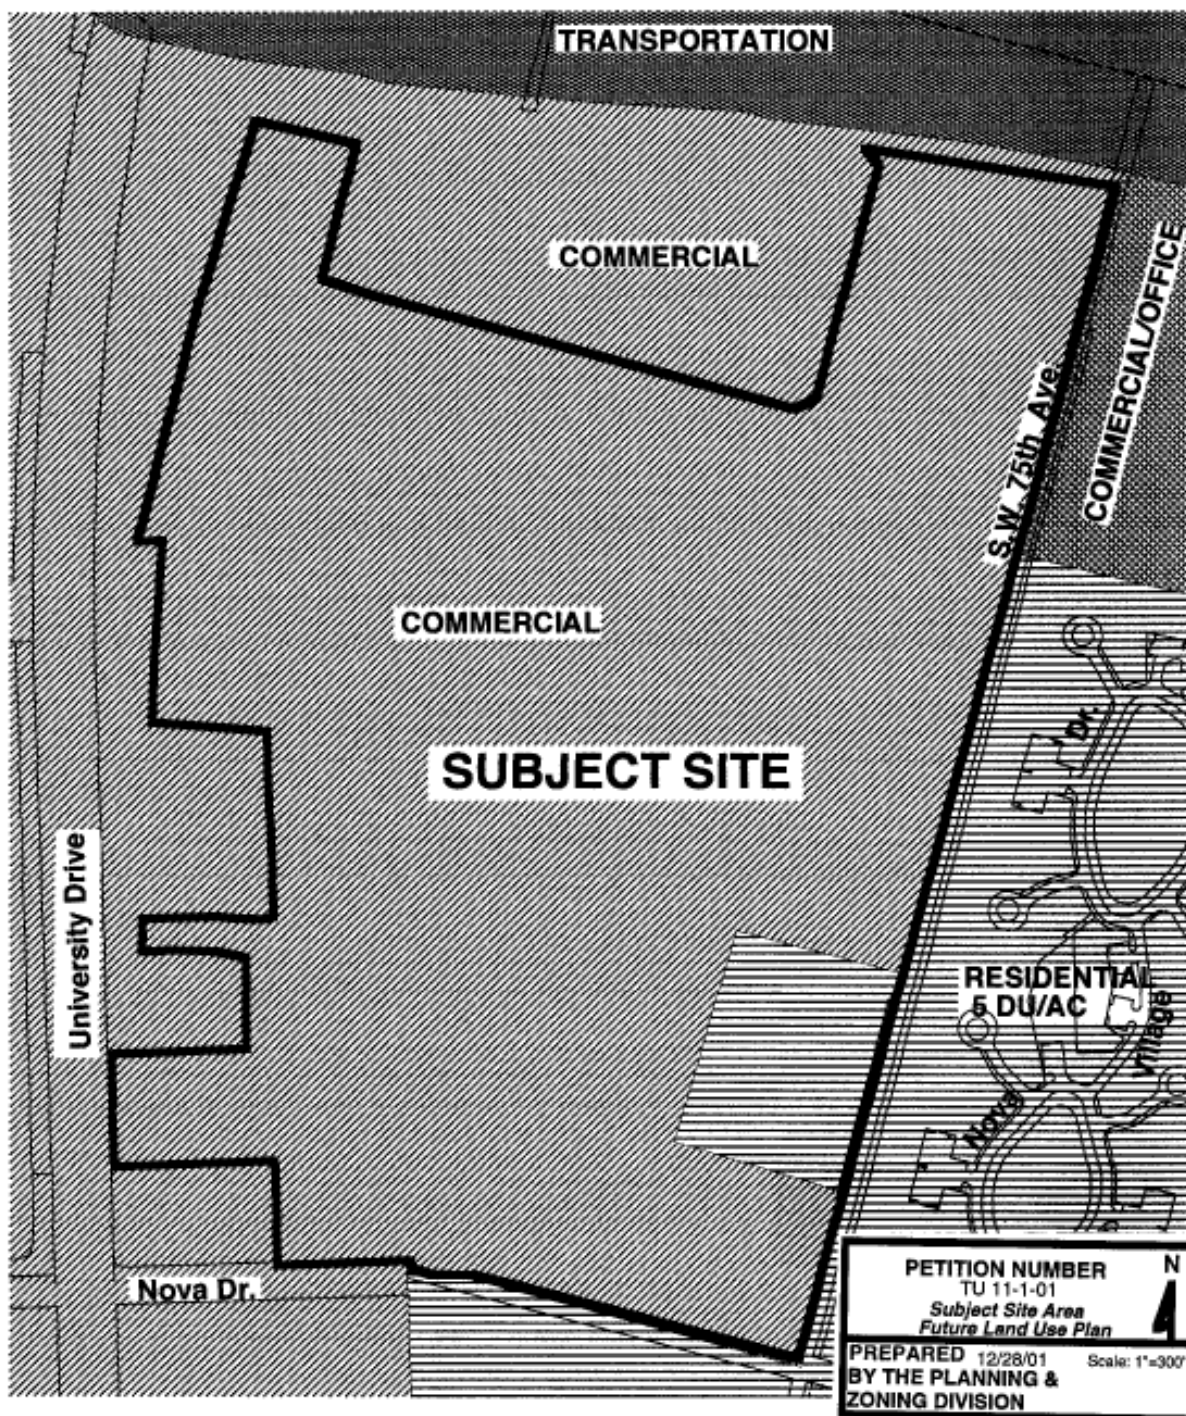 TRANSPORTATION
COMMERCIAL
COMMERCIAL/OFFICE
S.W. 75th Ave.
COMMERCIAL
Dr.
SUBJECT SITE
University Drive
RESIDENTIAL
5 DU/AC
Village
Nova
Nova Dr.
PETITION NUMBER
TU 11-1-01
Subject Site Area
Future Land Use Plan
N
PREPARED 12/28/01
Scale: 1"=300'
BY THE PLANNING &
ZONING DIVISION